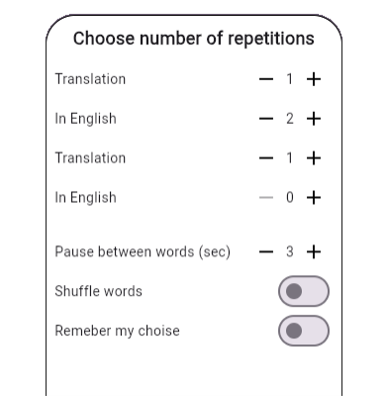 Choose number of repetitions
Translation − 1 +
In English − 2 +
Translation − 1 +
In English − 0 +
Pause between words (sec) − 3 +
Shuffle words
Remeber my choise